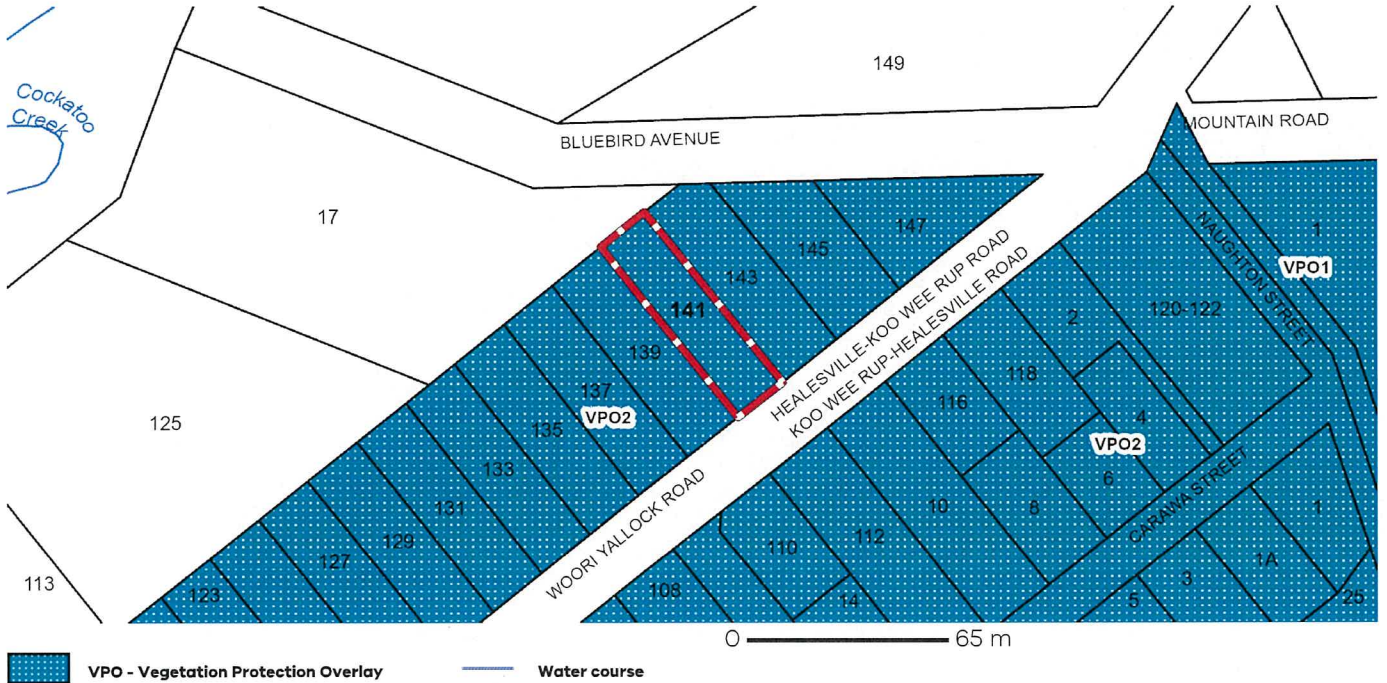 149
Cockatoo
Creek
BLUEBIRD AVENUE
MOUNTAIN ROAD
17
147
145
143
141
139
137
VPO2
135
133
131
129
127
123
125
113
HEALESVILLE-KOO WEE RUP ROAD
KOO WEE RUP-HEALESVILLE ROAD
WOORI YALLOCK ROAD
NAUGHTON STREET
1
VPO1
120-122
2
118
116
4
VPO2
6
8
10
112
110
108
14
CARAWA STREET
1
1A
3
5
25
0 65 m
VPO - Vegetation Protection Overlay Water course